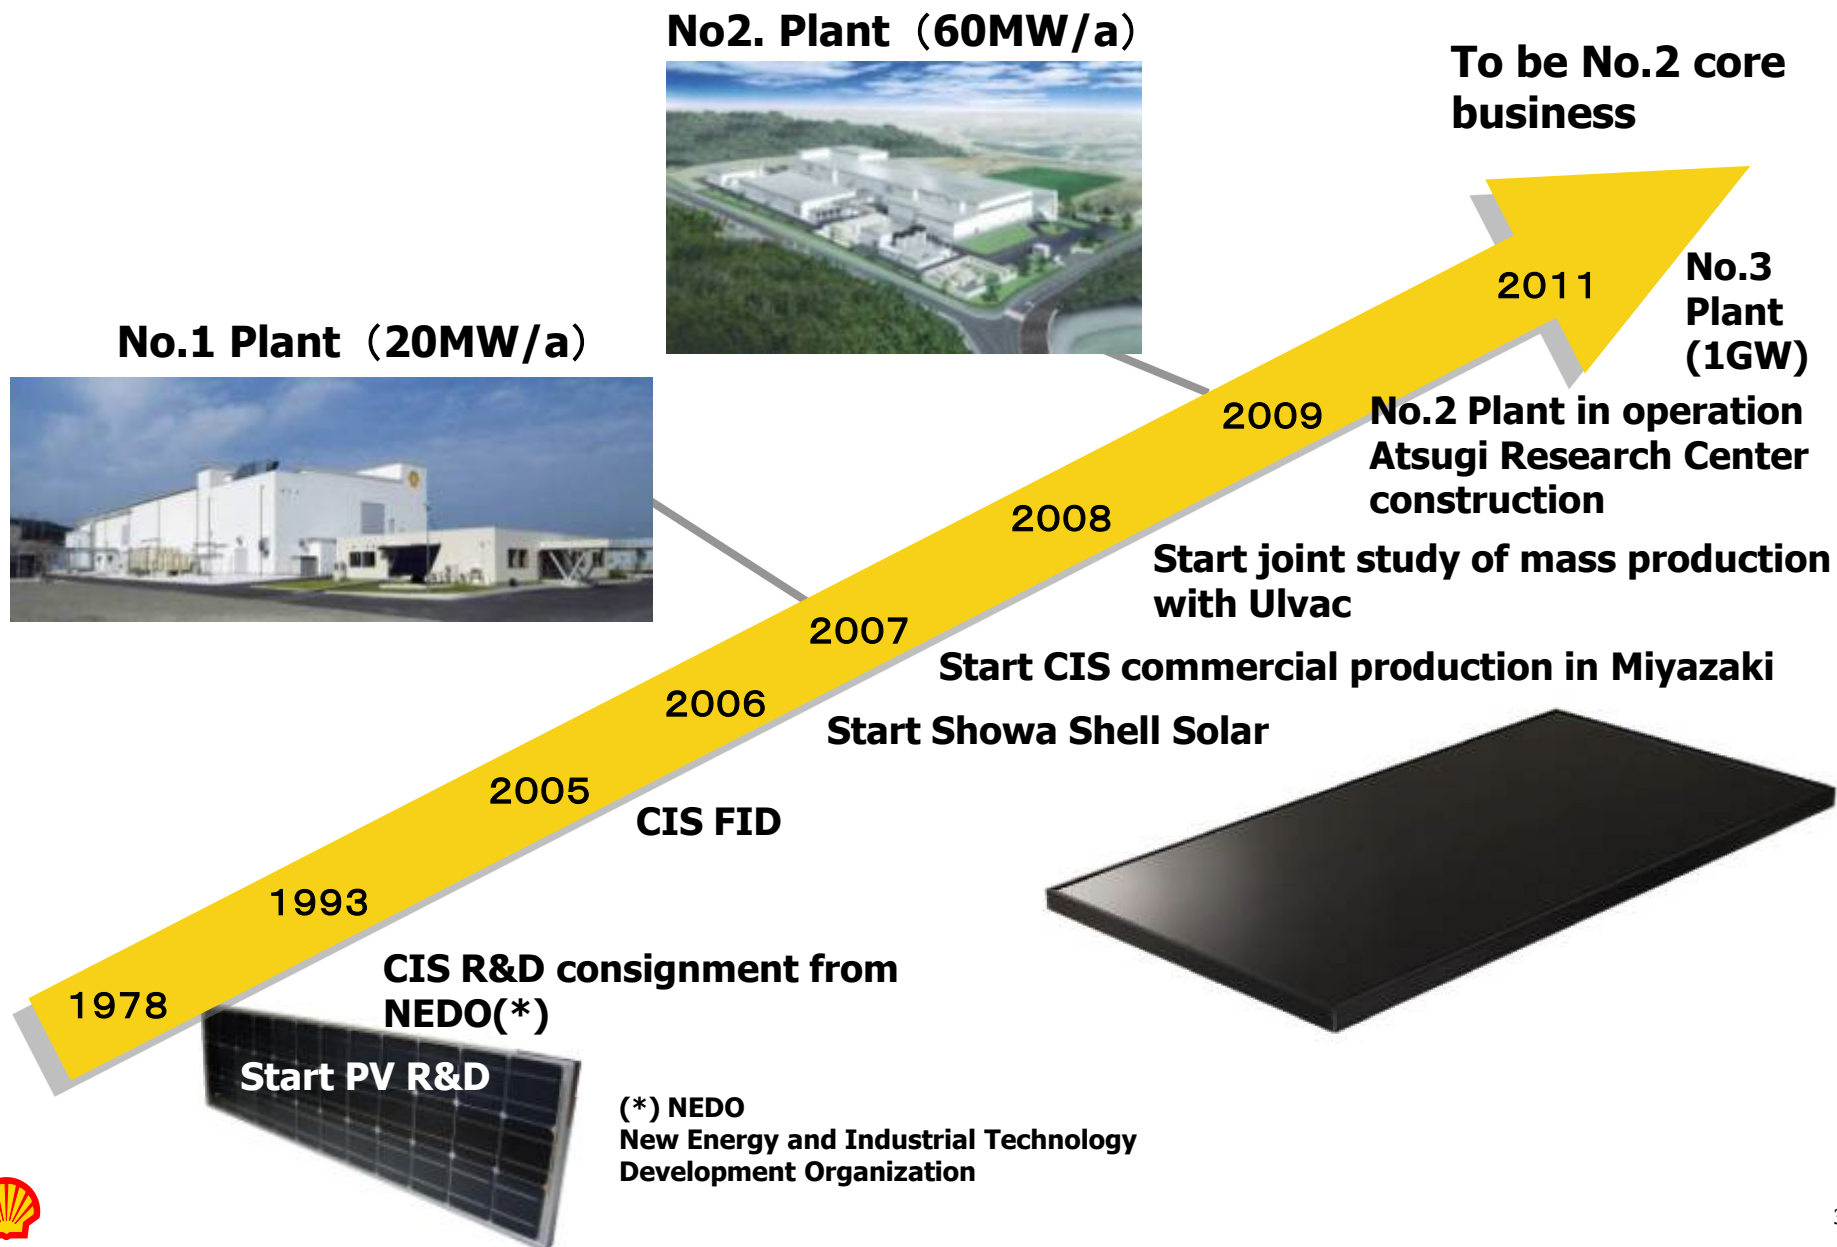 No2. Plant（60MW/a）
To be No.2 core
business
No.1 Plant（20MW/a）
2011
No.3
Plant
(1GW)
2009
No.2 Plant in operation
Atsugi Research Center
construction
2008
Start joint study of mass production
with Ulvac
2007
Start CIS commercial production in Miyazaki
2006
Start Showa Shell Solar
2005
CIS FID
1993
CIS R&D consignment from
NEDO(*)
1978
Start PV R&D
(*) NEDO
New Energy and Industrial Technology
Development Organization